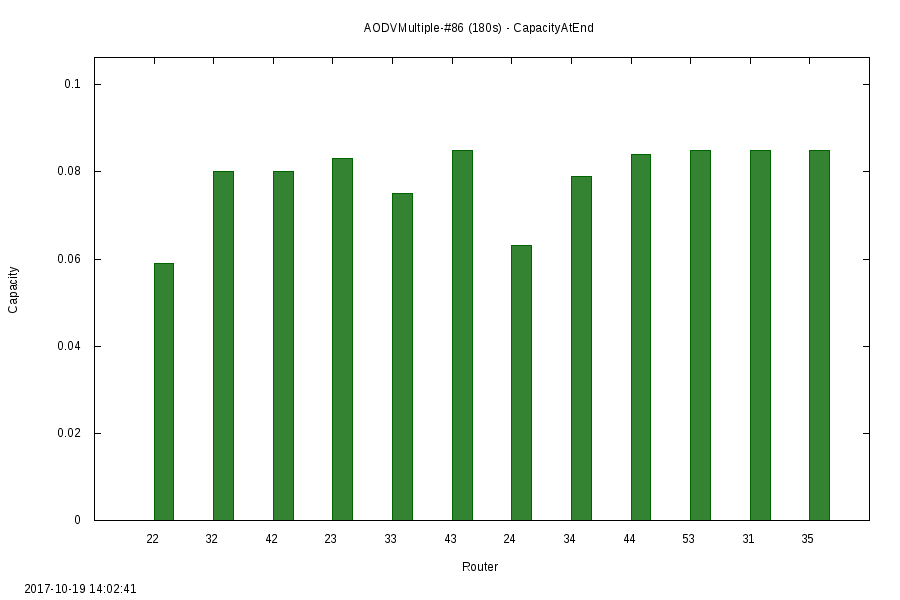 AODVMultiple-#86 (180s) - CapacityAtEnd
0.1
0.08
0.06
0.04
0.02
0
Capacity
22 32 42 23 33 43 24 34 44 53 31 35
Router
2017-10-19 14:02:41